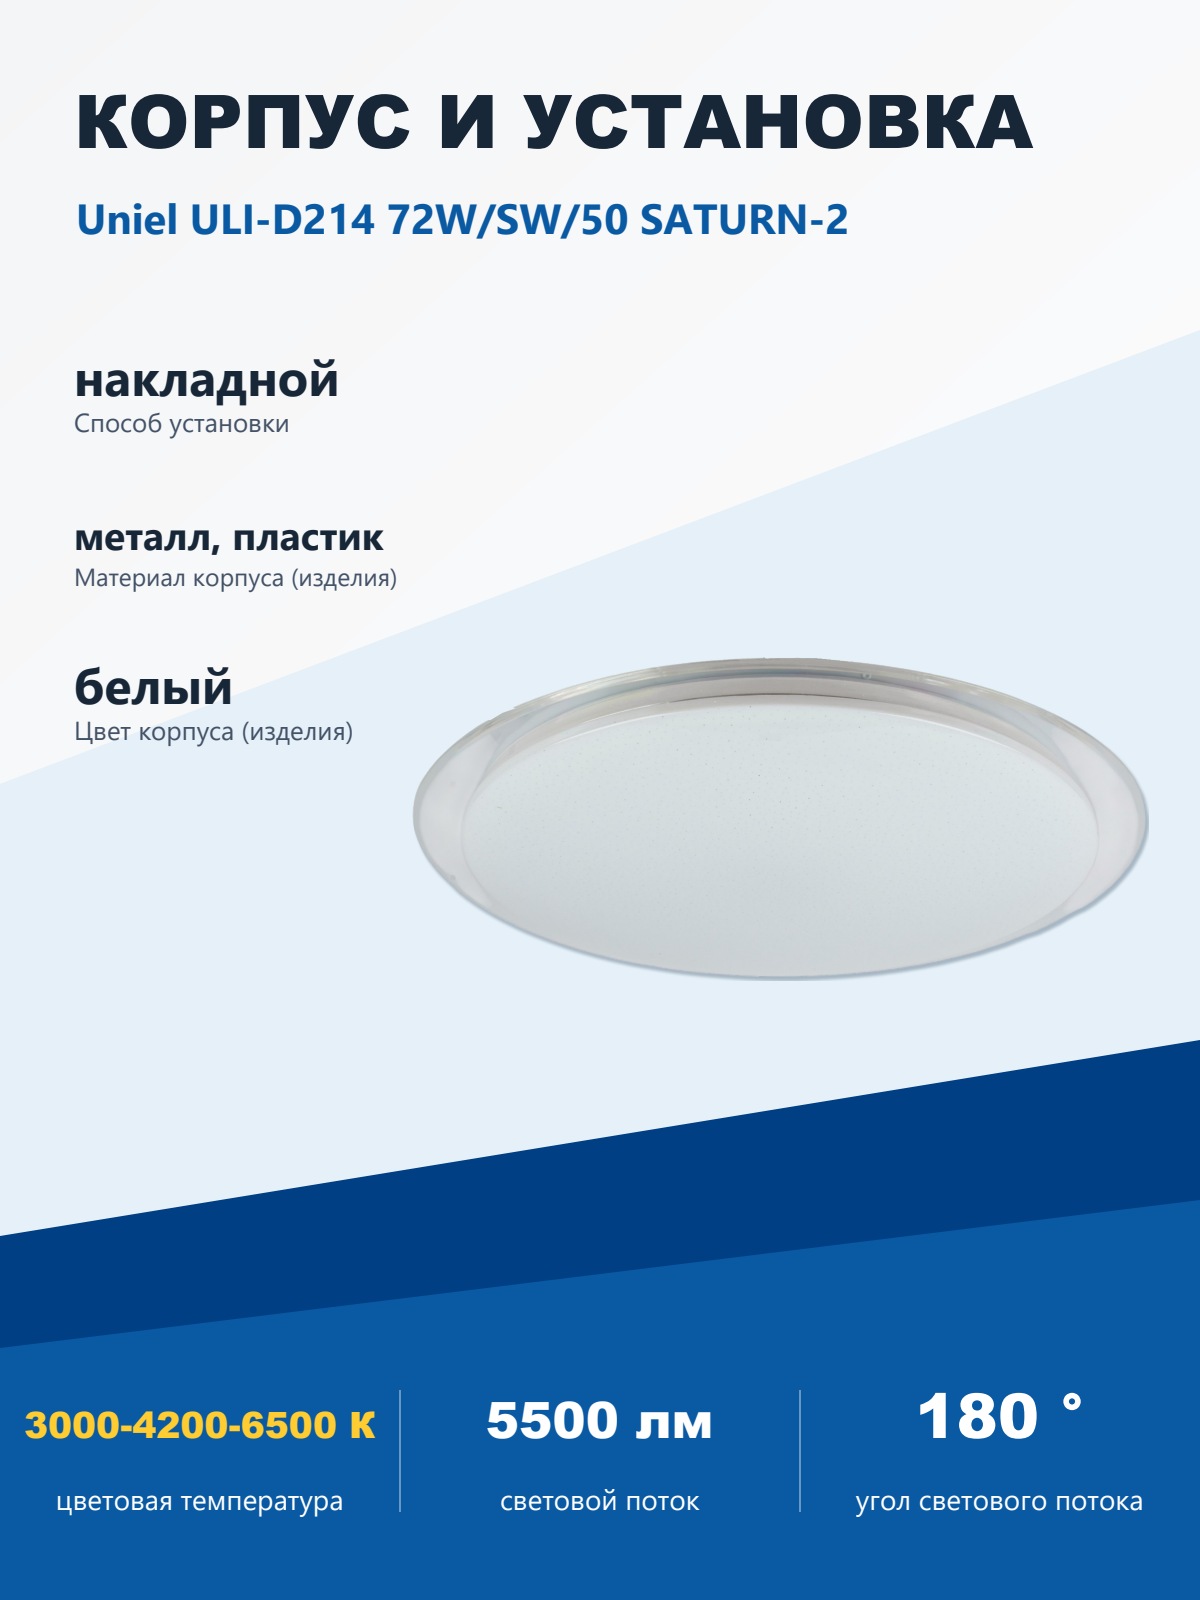 КОРПУС И УСТАНОВКА
Uniel ULI-D214 72W/SW/50 SATURN-2
накладной
Способ установки
металл, пластик
Материал корпуса (изделия)
белый
Цвет корпуса (изделия)
3000-4200-6500 К
цветовая температура
5500 лм
световой поток
180 °
угол светового потока